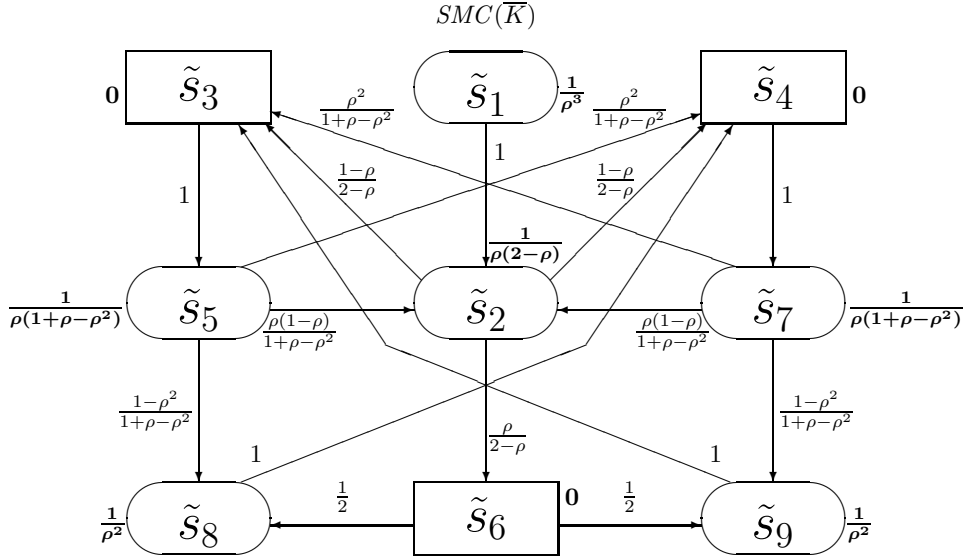 SMC(K̅)
s̃₃
s̃₁
s̃₄
0
1/ρ³
0
ρ²/(1+ρ−ρ²)
ρ²/(1+ρ−ρ²)
1
(1−ρ)/(2−ρ)
1
(1−ρ)/(2−ρ)
1
1/(ρ(2−ρ))
1/(ρ(1+ρ−ρ²))
s̃₅
s̃₂
s̃₇
1/(ρ(1+ρ−ρ²))
ρ(1−ρ)/(1+ρ−ρ²)
ρ(1−ρ)/(1+ρ−ρ²)
(1−ρ²)/(1+ρ−ρ²)
(1−ρ²)/(1+ρ−ρ²)
1
ρ/(2−ρ)
1
1/ρ²
s̃₈
1/2
s̃₆
0
1/2
s̃₉
1/ρ²